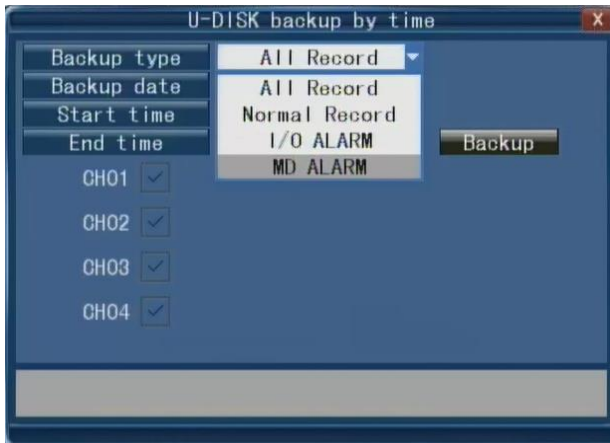 U-DISK backup by time X
Backup type All Record
Backup date All Record
Start time Normal Record
End time I/O ALARM Backup
MD ALARM
CH01
CH02
CH03
CH04